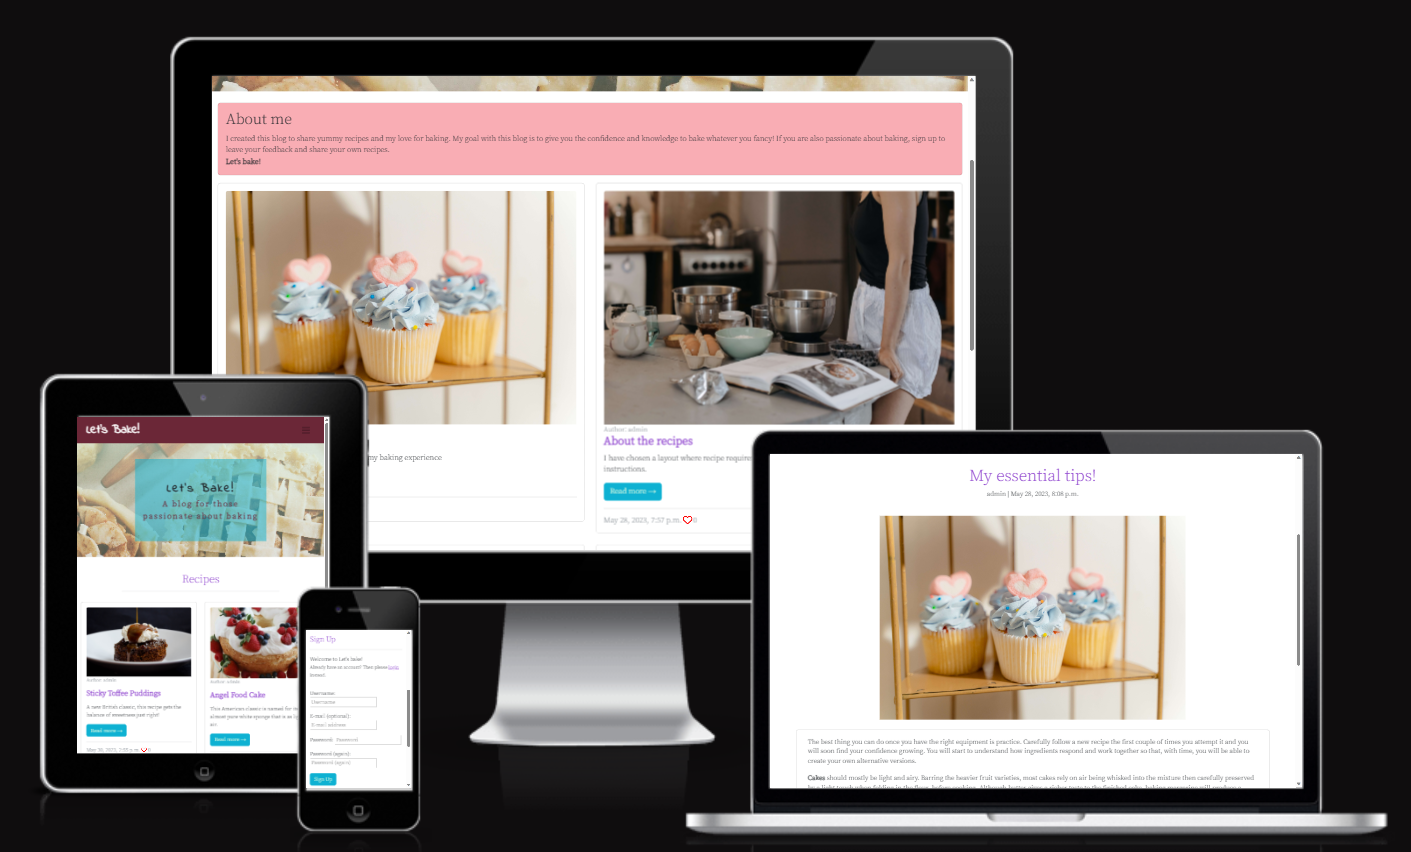 About me
I created this blog to share yummy recipes and my love for baking. My goal with this blog is to give you the confidence and knowledge to bake whatever you fancy! If you are also passionate about baking, sign up to
leave your feedback and share your own recipes.
Let's bake!
my baking experience
Author: admin
About the recipes
I have chosen a layout where recipe require
instructions.
Read more →
May 28, 2023, 7:57 p.m. 0
Let's Bake!
Let's Bake!
A blog for those
passionate about baking
Recipes
Author: admin
Sticky Toffee Puddings
A new British classic, this recipe gets the
balance of sweetness just right!
Read more →
Author: admin
Angel Food Cake
This American classic is named for its
almost pure white sponge that is as li
air.
Read more →
Sign Up
Welcome to Let's bake!
Already have an account? Then please
instead.
Username:
Username
E-mail (optional):
E-mail address
Password: Password
Password (again):
Password (again)
Sign Up
My essential tips!
admin | May 28, 2023, 8:08 p.m.
The best thing you can do once you have the right equipment is practice. Carefully follow a new recipe the first couple of times you attempt it and you
will soon find your confidence growing. You will start to understand how ingredients respond and work together so that, with time, you will be able to
create your own alternative versions.
Cakes should mostly be light and airy. Barring the heavier fruit varieties, most cakes rely on air being whisked into the mixture then carefully preserved